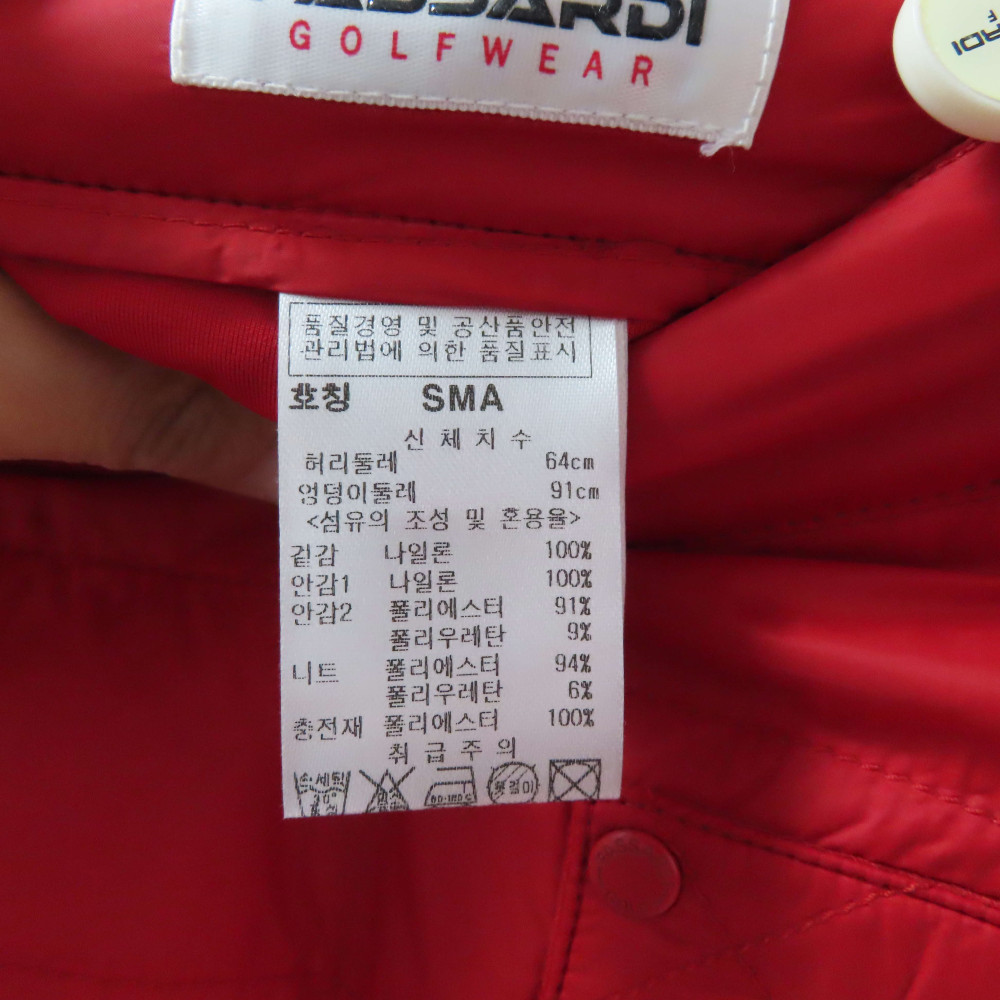 GOLFWEAR
품질경영 및 공산품안전
관리법에 의한 품질표시
호칭 SMA
신체치수
허리둘레 64cm
엉덩이둘레 91cm
<섬유의 조성 및 혼용율>
겉감 나일론 100%
안감1 나일론 100%
안감2 폴리에스터 91%
폴리우레탄 9%
니트 폴리에스터 94%
폴리우레탄 6%
충전재 폴리에스터 100%
취급주의
옷걸이